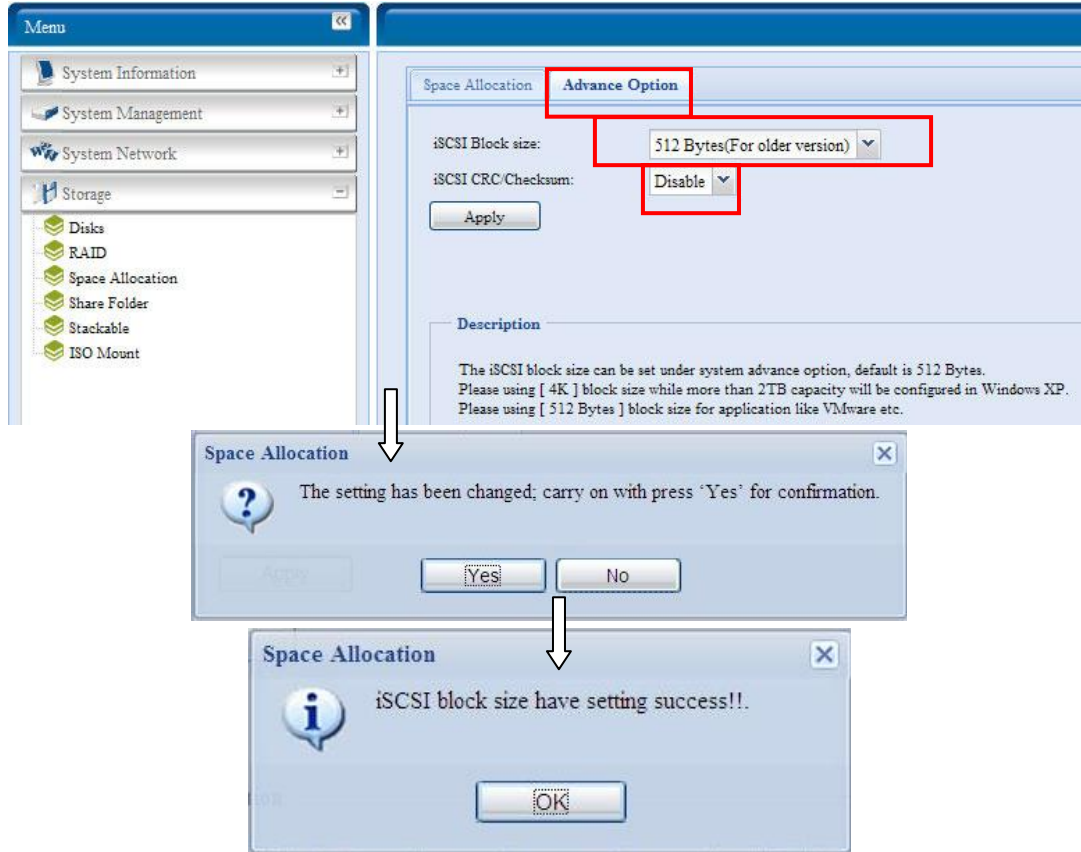 Menu
System Information
System Management
System Network
Storage
Disks
RAID
Space Allocation
Share Folder
Stackable
ISO Mount
Space Allocation Advance Option
iSCSI Block size: 512 Bytes(For older version)
iSCSI CRC/Checksum: Disable
Apply
Description
The iSCSI block size can be set under system advance option, default is 512 Bytes.
Please using [ 4K ] block size while more than 2TB capacity will be configured in Windows XP.
Please using [ 512 Bytes ] block size for application like VMware etc.
Space Allocation
The setting has been changed; carry on with press ‘Yes’ for confirmation.
Apply
Yes No
Space Allocation
iSCSI block size have setting success!!.
OK